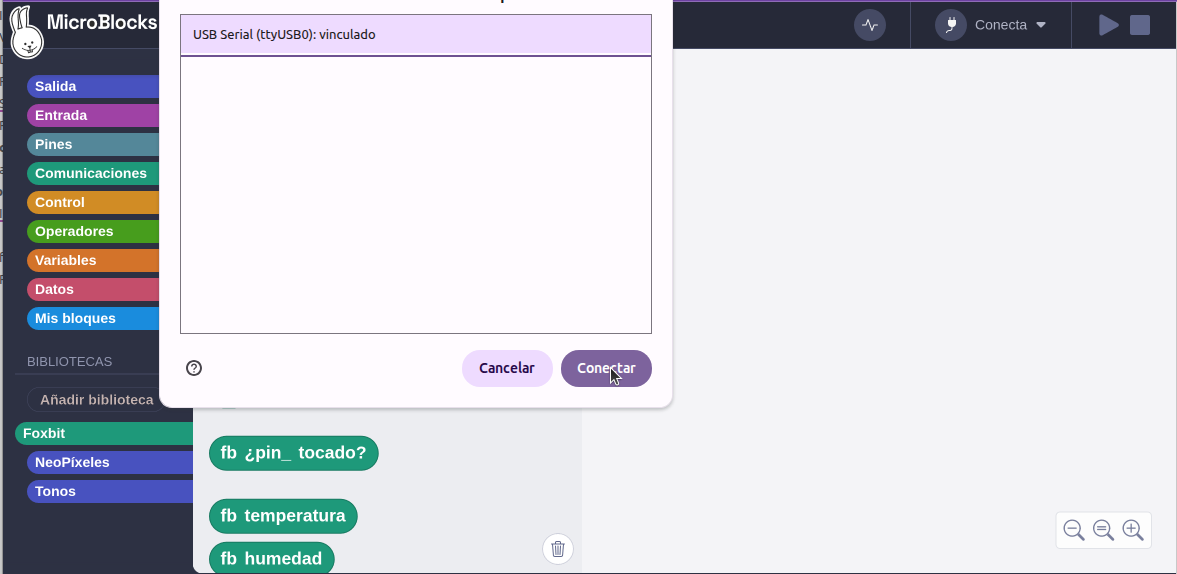 MicroBlocks
USB Serial (ttyUSB0): vinculado
Conecta
Salida
Entrada
Pines
Comunicaciones
Control
Operadores
Variables
Datos
Mis bloques
BIBLIOTECAS
Cancelar
Conectar
Añadir biblioteca
Foxbit
NeoPíxeles
Tonos
fb ¿pin_ tocado?
fb temperatura
fb humedad